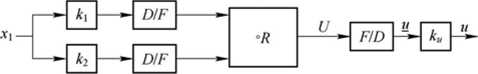 k₁ D/F
x₁ °R U F/D u kᵤ u
k₂ D/F